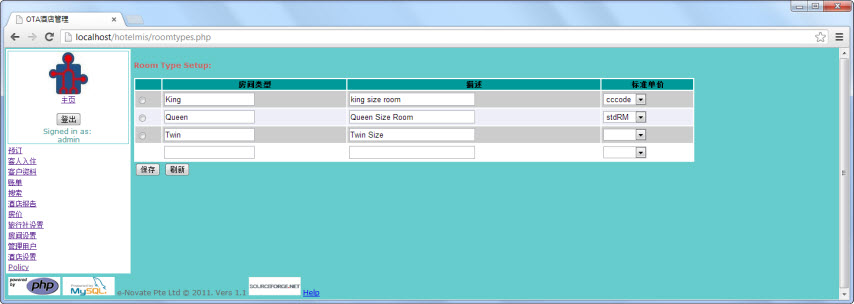 OTA酒店管理
localhost/hotelmis/roomtypes.php
主页
登出
Signed in as:
admin
预订
客人入住
客户资料
账单
搜索
酒店报告
房价
旅行社设置
房间设置
管理用户
酒店设置
Policy
Room Type Setup:
房间类型 描述 标准单价
King king size room cccode
Queen Queen Size Room stdRM
Twin Twin Size
保存 刷新
powered by php Powered by MySQL e-Novate Pte Ltd © 2011. Vers 1.1 SOURCEFORGE.NET Help